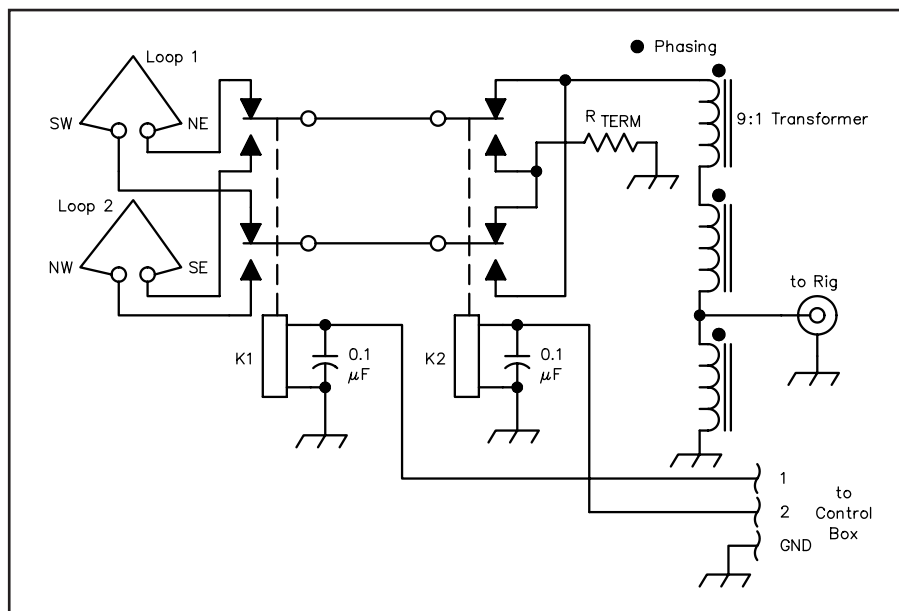 Phasing
Loop 1
SW
NE
R TERM
9:1 Transformer
Loop 2
NW
SE
to Rig
K1
0.1
µF
K2
0.1
µF
1
2
GND
to
Control
Box